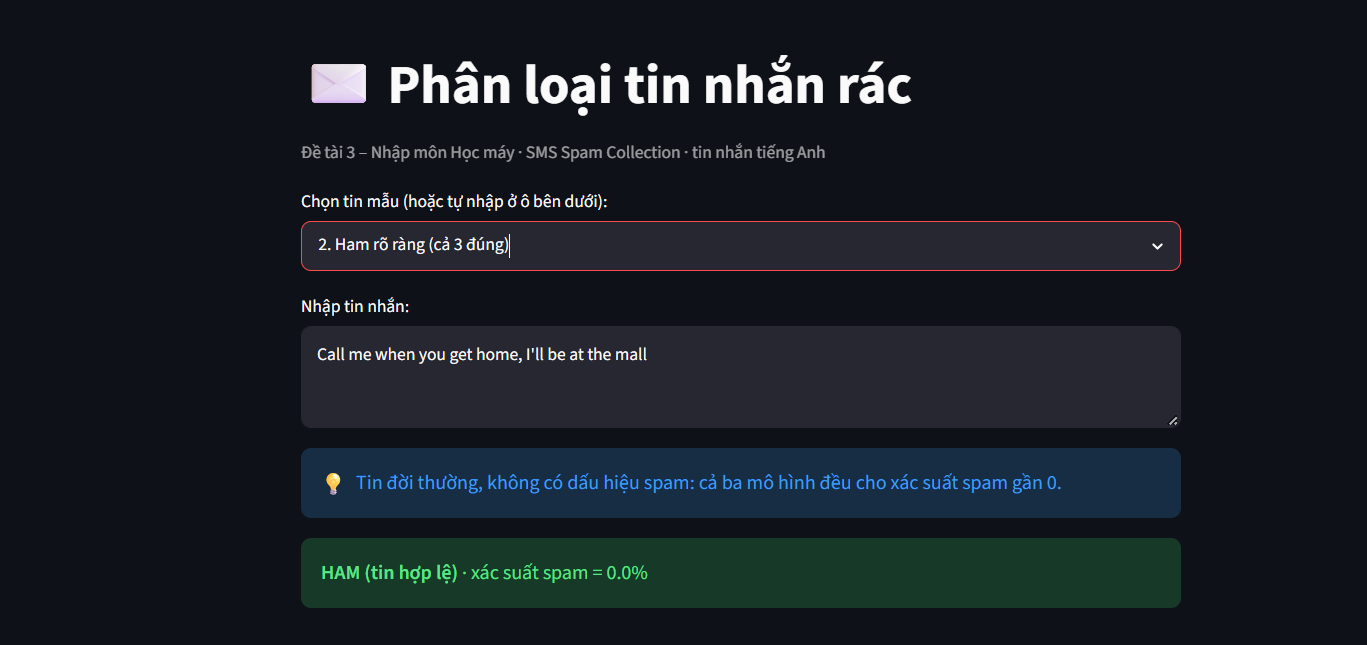 Phân loại tin nhắn rác
Đề tài 3 – Nhập môn Học máy · SMS Spam Collection · tin nhắn tiếng Anh
Chọn tin mẫu (hoặc tự nhập ở ô bên dưới):
2. Ham rõ ràng (cả 3 đúng)
Nhập tin nhắn:
Call me when you get home, I'll be at the mall
Tin đời thường, không có dấu hiệu spam: cả ba mô hình đều cho xác suất spam gần 0.
HAM (tin hợp lệ) · xác suất spam = 0.0%